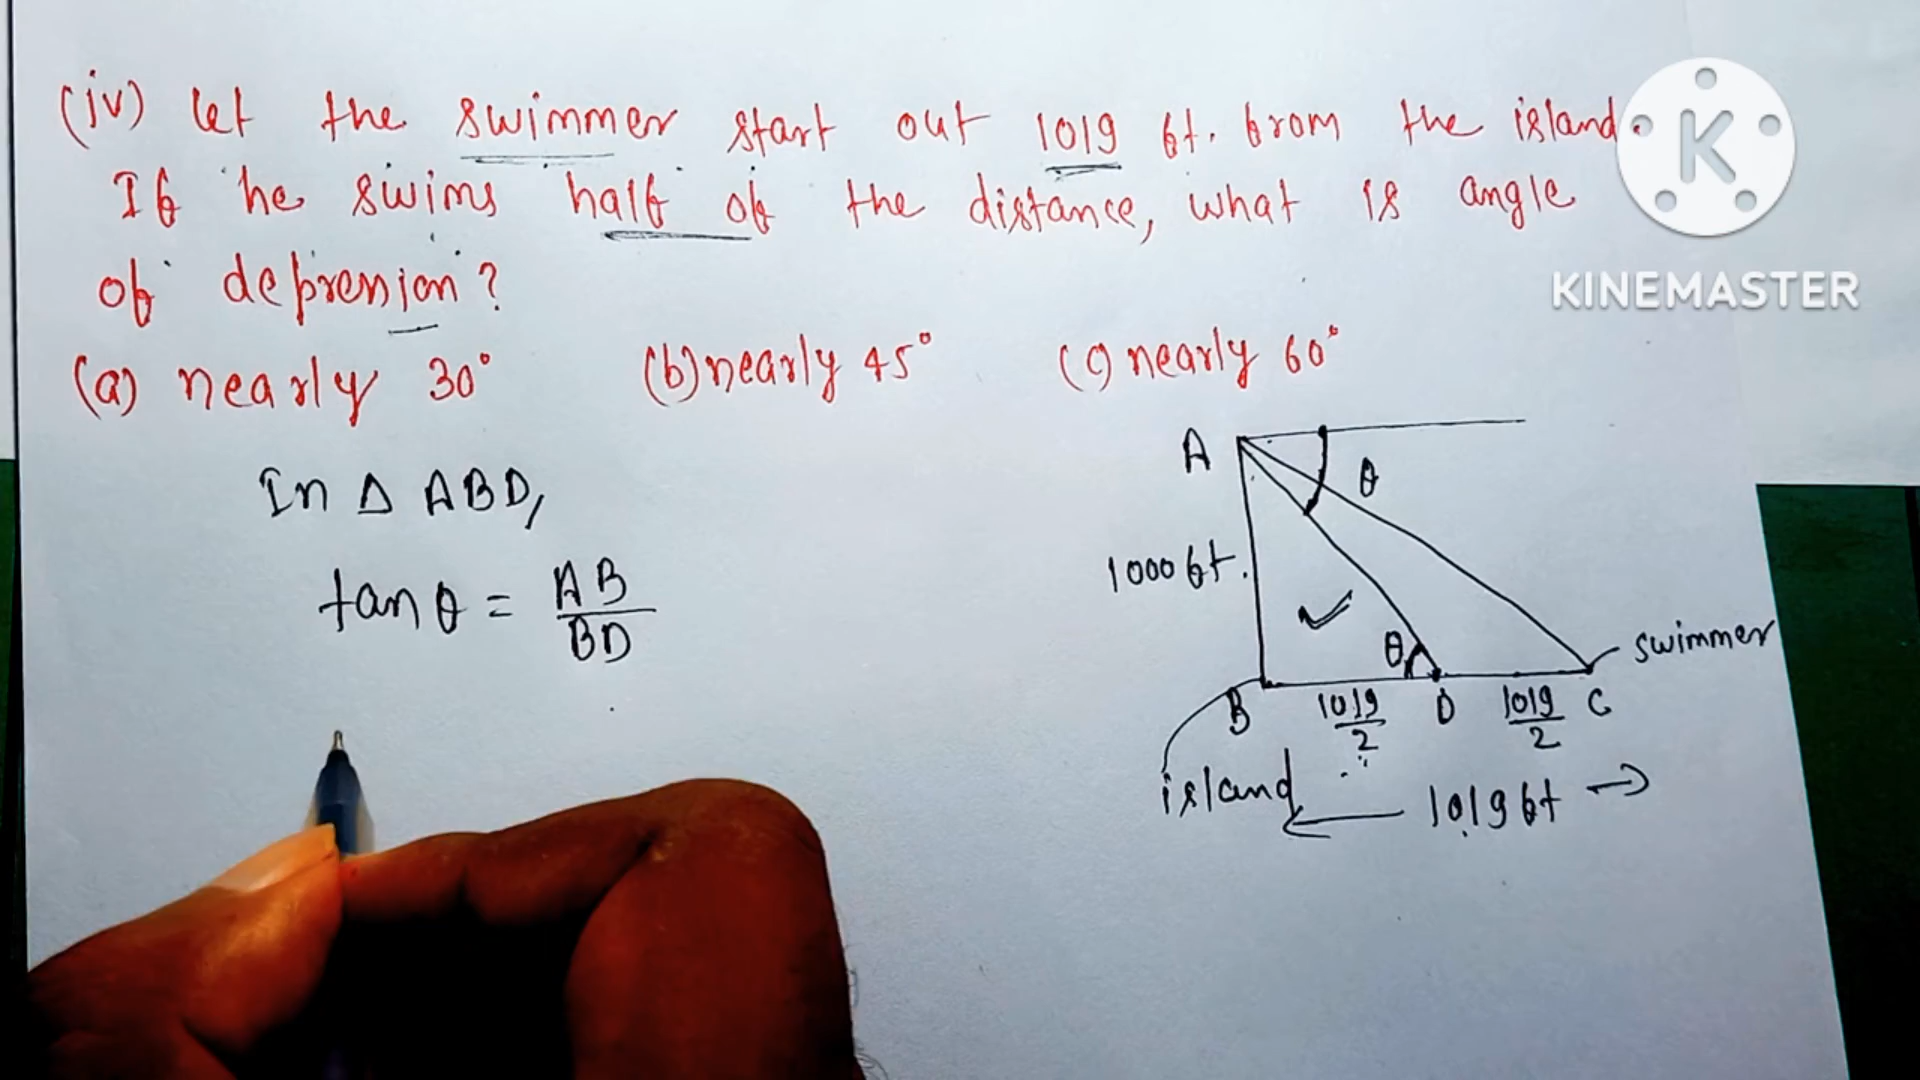 (iv) Let the swimmer start out 1019 ft. from the island.
If he swims half of the distance, what is angle
of depression?
(a) nearly 30° (b) nearly 45° (c) nearly 60°
In Δ ABD,
tan θ = AB/BD
A
θ
1000 ft.
θ
swimmer
B 1019/2 D 1019/2 C
island
← 1019 ft →
K
KINEMASTER